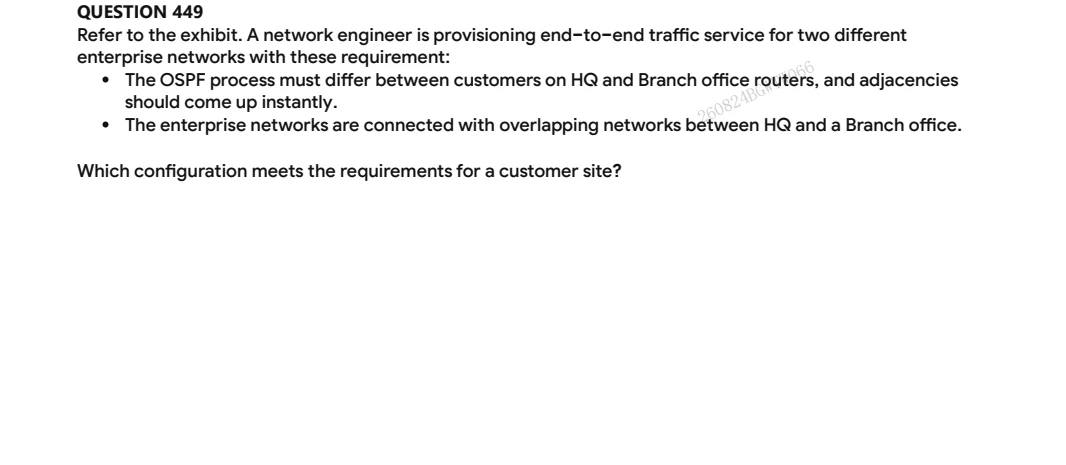 QUESTION 449
Refer to the exhibit. A network engineer is provisioning end-to-end traffic service for two different
enterprise networks with these requirement:
• The OSPF process must differ between customers on HQ and Branch office routers, and adjacencies
should come up instantly.
• The enterprise networks are connected with overlapping networks between HQ and a Branch office.
Which configuration meets the requirements for a customer site?